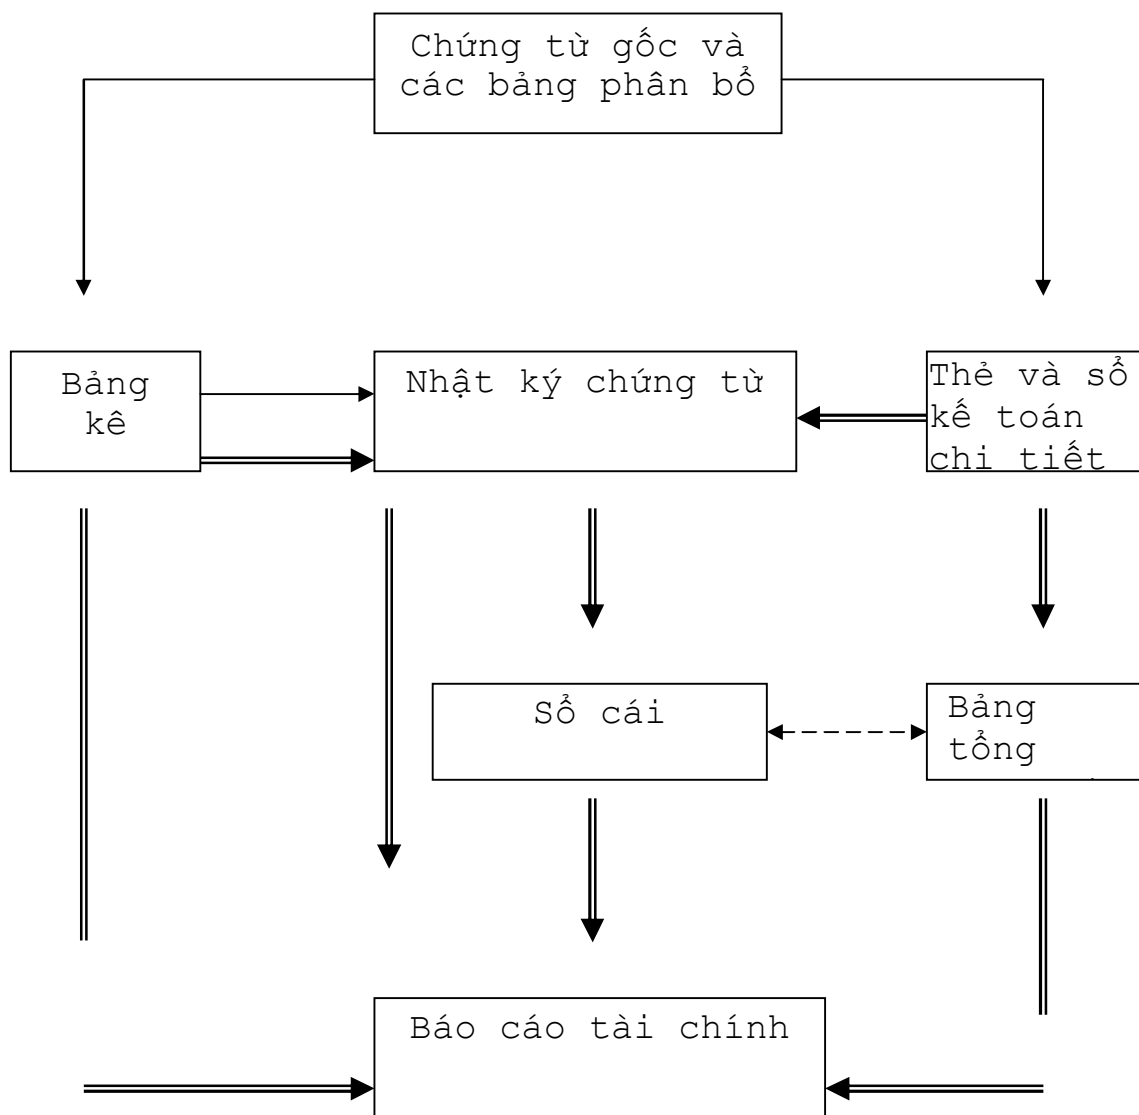 Chứng từ gốc và
các bảng phân bổ
Bảng
kê
Nhật ký chứng từ
Thẻ và sổ
kế toán
chi tiết
Sổ cái
Bảng
tổng
Báo cáo tài chính